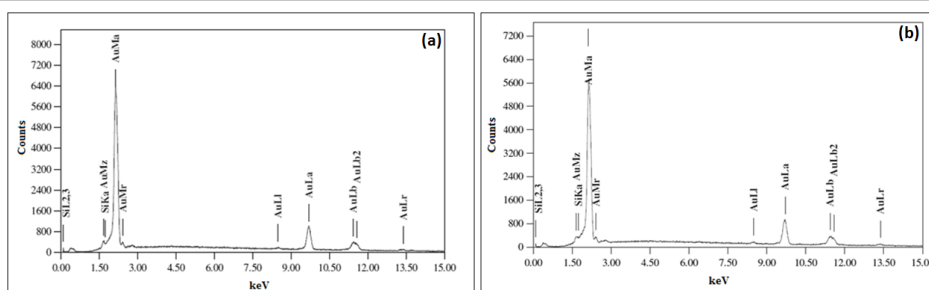 (a)
Counts
8000
7200
6400
5600
4800
4000
3200
2400
1600
800
0
SiL2,3
SiKa
AuMz
AuMa
AuMr
AuLl
AuLa
AuLb
AuLb2
AuLr
0.00 1.50 3.00 4.50 6.00 7.50 9.00 10.50 12.00 13.50 15.00
keV
(b)
Counts
7200
6400
5600
4800
4000
3200
2400
1600
800
0
SiL2,3
SiKa
AuMz
AuMa
AuMr
AuLl
AuLa
AuLb
AuLb2
AuLr
0.00 1.50 3.00 4.50 6.00 7.50 9.00 10.50 12.00 13.50 15.00
keV